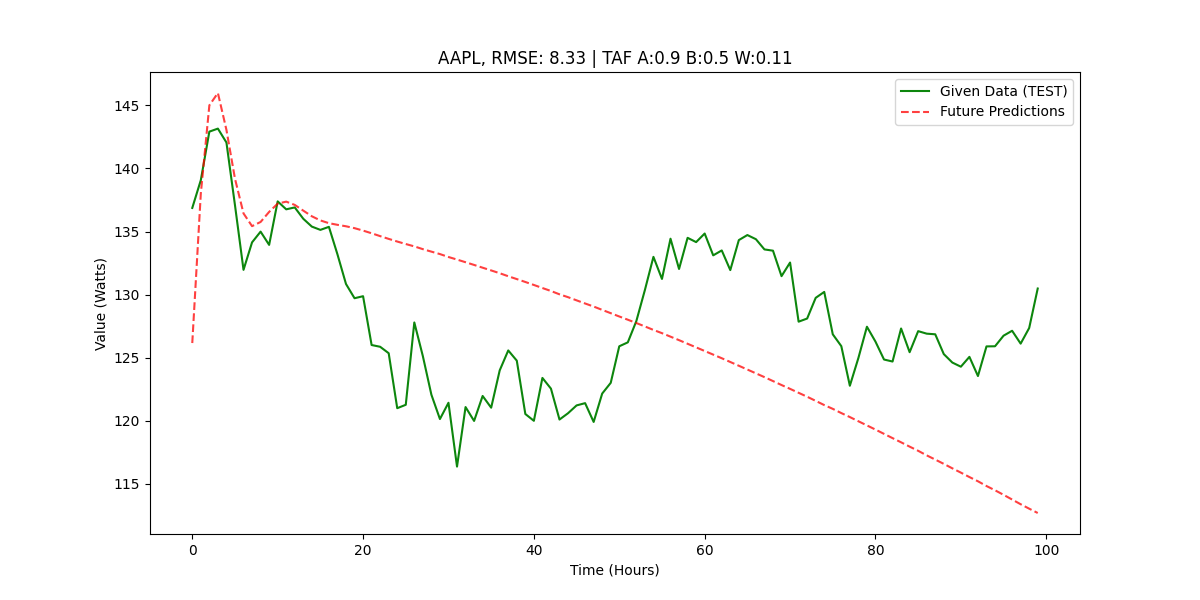 AAPL, RMSE: 8.33 | TAF A:0.9 B:0.5 W:0.11
Given Data (TEST)
Future Predictions
Value (Watts)
145
140
135
130
125
120
115
0 20 40 60 80 100
Time (Hours)